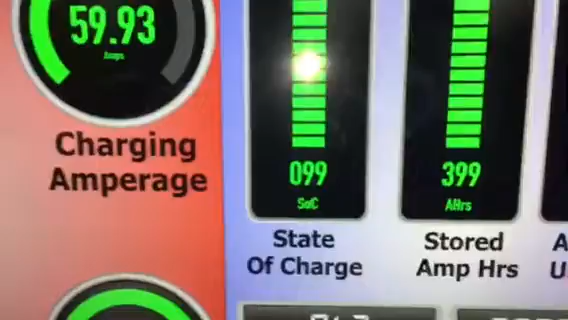 59.93
Amps
Charging
Amperage
099
SoC
State
Of Charge
399
AHrs
Stored
Amp Hrs
A
U